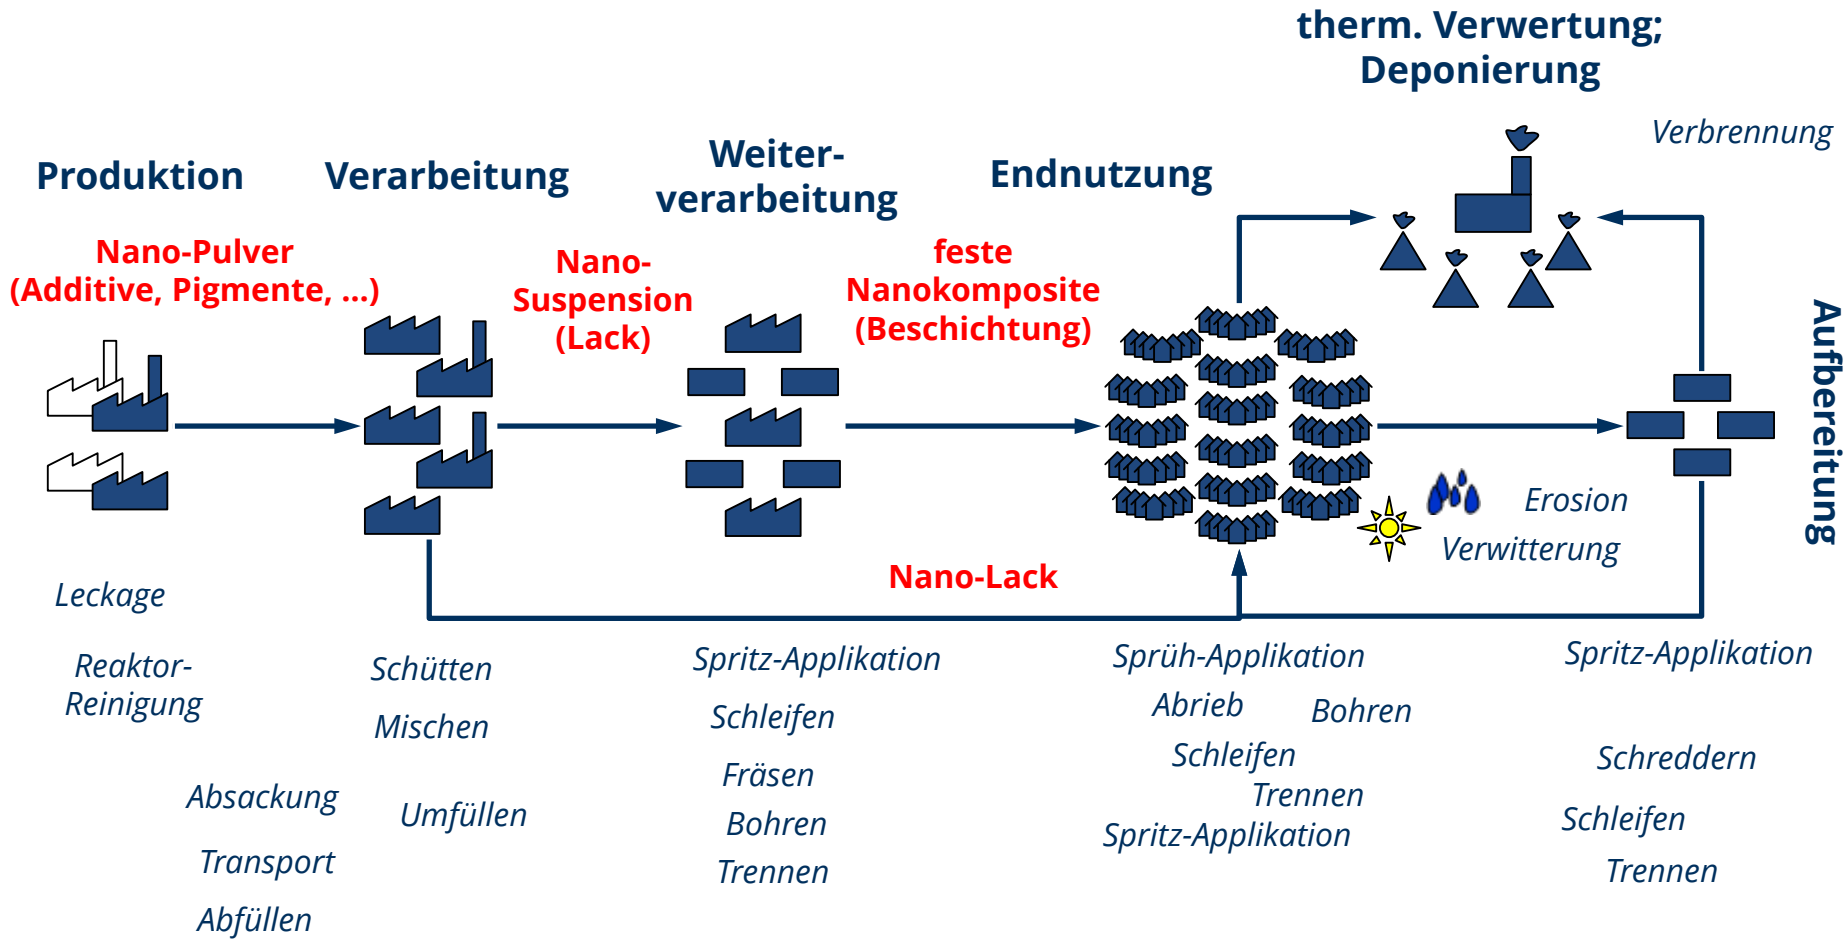 therm. Verwertung;
Deponierung
Verbrennung
Produktion
Verarbeitung
Weiter-
verarbeitung
Endnutzung
Nano-Pulver
(Additive, Pigmente, ...)
Nano-
Suspension
(Lack)
feste
Nanokomposite
(Beschichtung)
Aufbereitung
Erosion
Verwitterung
Nano-Lack
Leckage
Reaktor-
Reinigung
Absackung
Transport
Abfüllen
Schütten
Mischen
Umfüllen
Spritz-Applikation
Schleifen
Fräsen
Bohren
Trennen
Sprüh-Applikation
Abrieb
Bohren
Schleifen
Trennen
Spritz-Applikation
Spritz-Applikation
Schreddern
Schleifen
Trennen